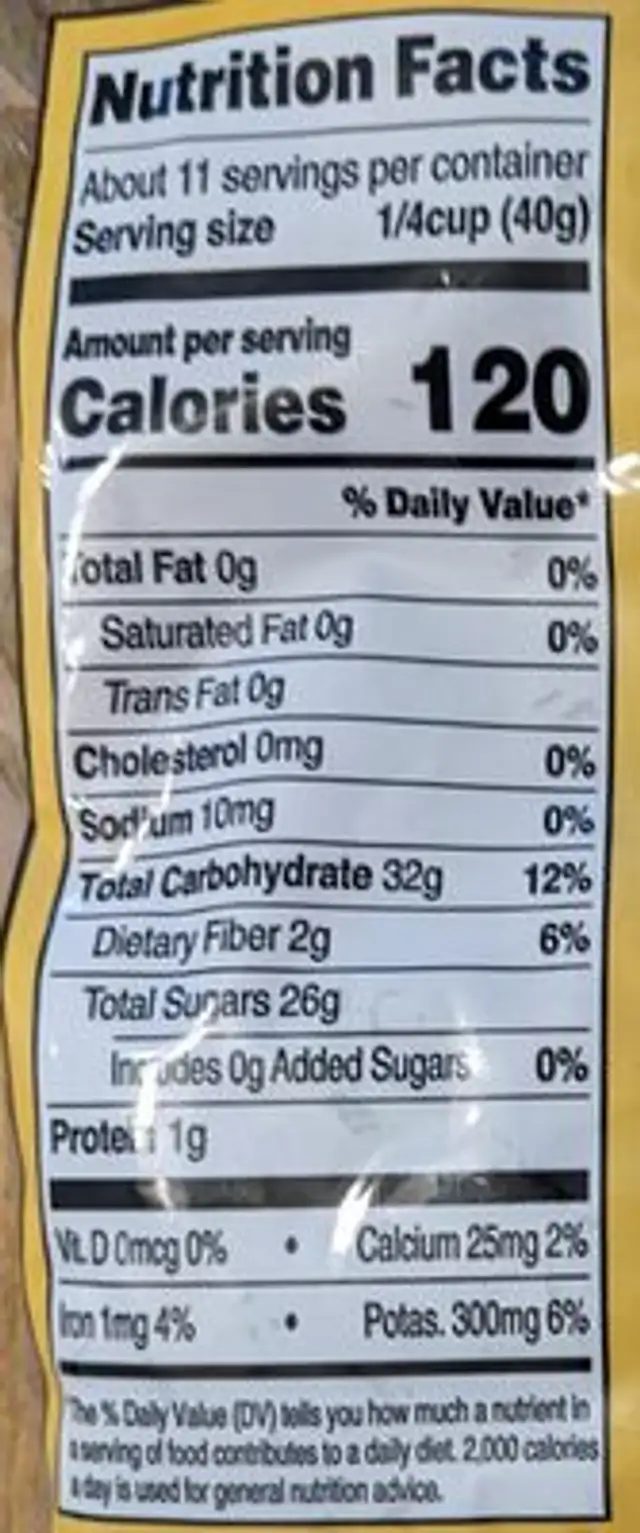 Nutrition Facts
About 11 servings per container
Serving size 1/4cup (40g)
Amount per serving
Calories 120
% Daily Value*
Total Fat 0g 0%
Saturated Fat 0g 0%
Trans Fat 0g
Cholesterol 0mg 0%
Sodium 10mg 0%
Total Carbohydrate 32g 12%
Dietary Fiber 2g 6%
Total Sugars 26g
Includes 0g Added Sugars 0%
Protein 1g
Vit. D 0mcg 0% • Calcium 25mg 2%
Iron 1mg 4% • Potas. 300mg 6%
The % Daily Value (DV) tells you how much a nutrient in
a serving of food contributes to a daily diet. 2,000 calories
a day is used for general nutrition advice.